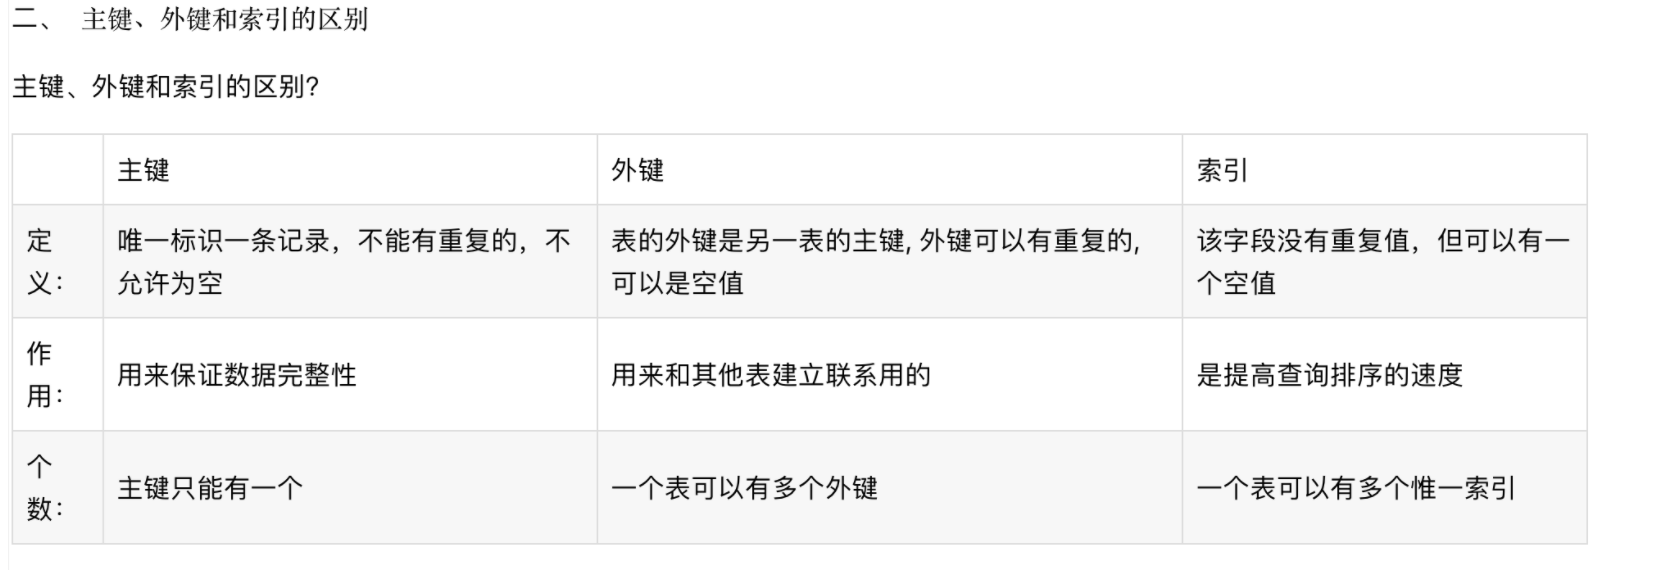 二、 主键、外键和索引的区别
主键、外键和索引的区别?
主键 外键 索引
定义： 唯一标识一条记录，不能有重复的，不允许为空 表的外键是另一表的主键, 外键可以有重复的, 可以是空值 该字段没有重复值，但可以有一个空值
作用： 用来保证数据完整性 用来和其他表建立联系用的 是提高查询排序的速度
个数： 主键只能有一个 一个表可以有多个外键 一个表可以有多个惟一索引